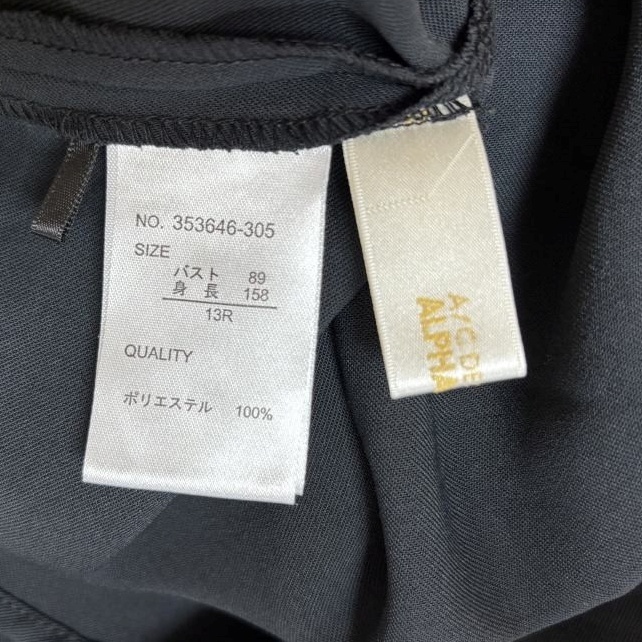 NO. 353646-305
SIZE
バスト 89
身 長 158
13R
QUALITY
ポリエステル 100%
A/C DE
ALPHA